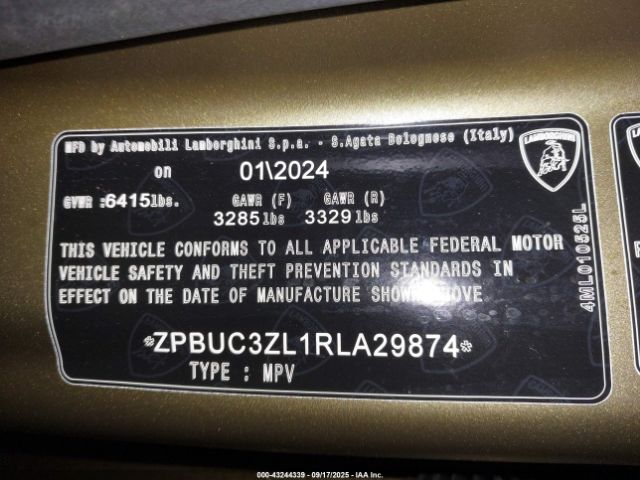 MFD by Automobili Lamborghini S.p.a. - S.Agata Bolognese (Italy)
on 01\2024
GVWR :6415lbs. GAWR (F) GAWR (R)
3285lbs 3329lbs
THIS VEHICLE CONFORMS TO ALL APPLICABLE FEDERAL MOTOR
VEHICLE SAFETY AND THEFT PREVENTION STANDARDS IN
EFFECT ON THE DATE OF MANUFACTURE SHOWN ABOVE
*ZPBUC3ZL1RLA29874*
TYPE : MPV
LAMBORGHINI
4ML010525L
000-43244339 - 09/17/2025 - IAA Inc.